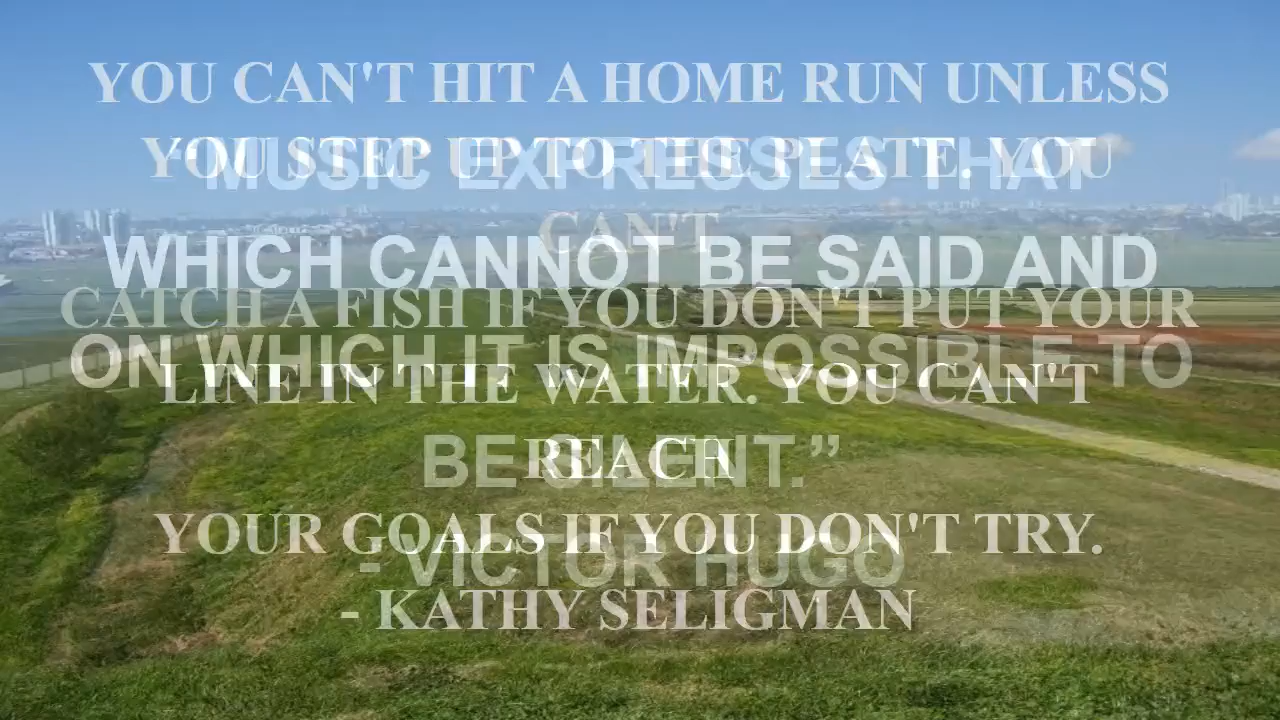 YOU CAN'T HIT A HOME RUN UNLESS
YOU STEP UP TO THE PLATE. YOU
CAN'T
CATCH A FISH IF YOU DON'T PUT YOUR
LINE IN THE WATER. YOU CAN'T
REACH
YOUR GOALS IF YOU DON'T TRY.
- KATHY SELIGMAN
“MUSIC EXPRESSES THAT
WHICH CANNOT BE SAID AND
ON WHICH IT IS IMPOSSIBLE TO
BE SILENT.”
- VICTOR HUGO